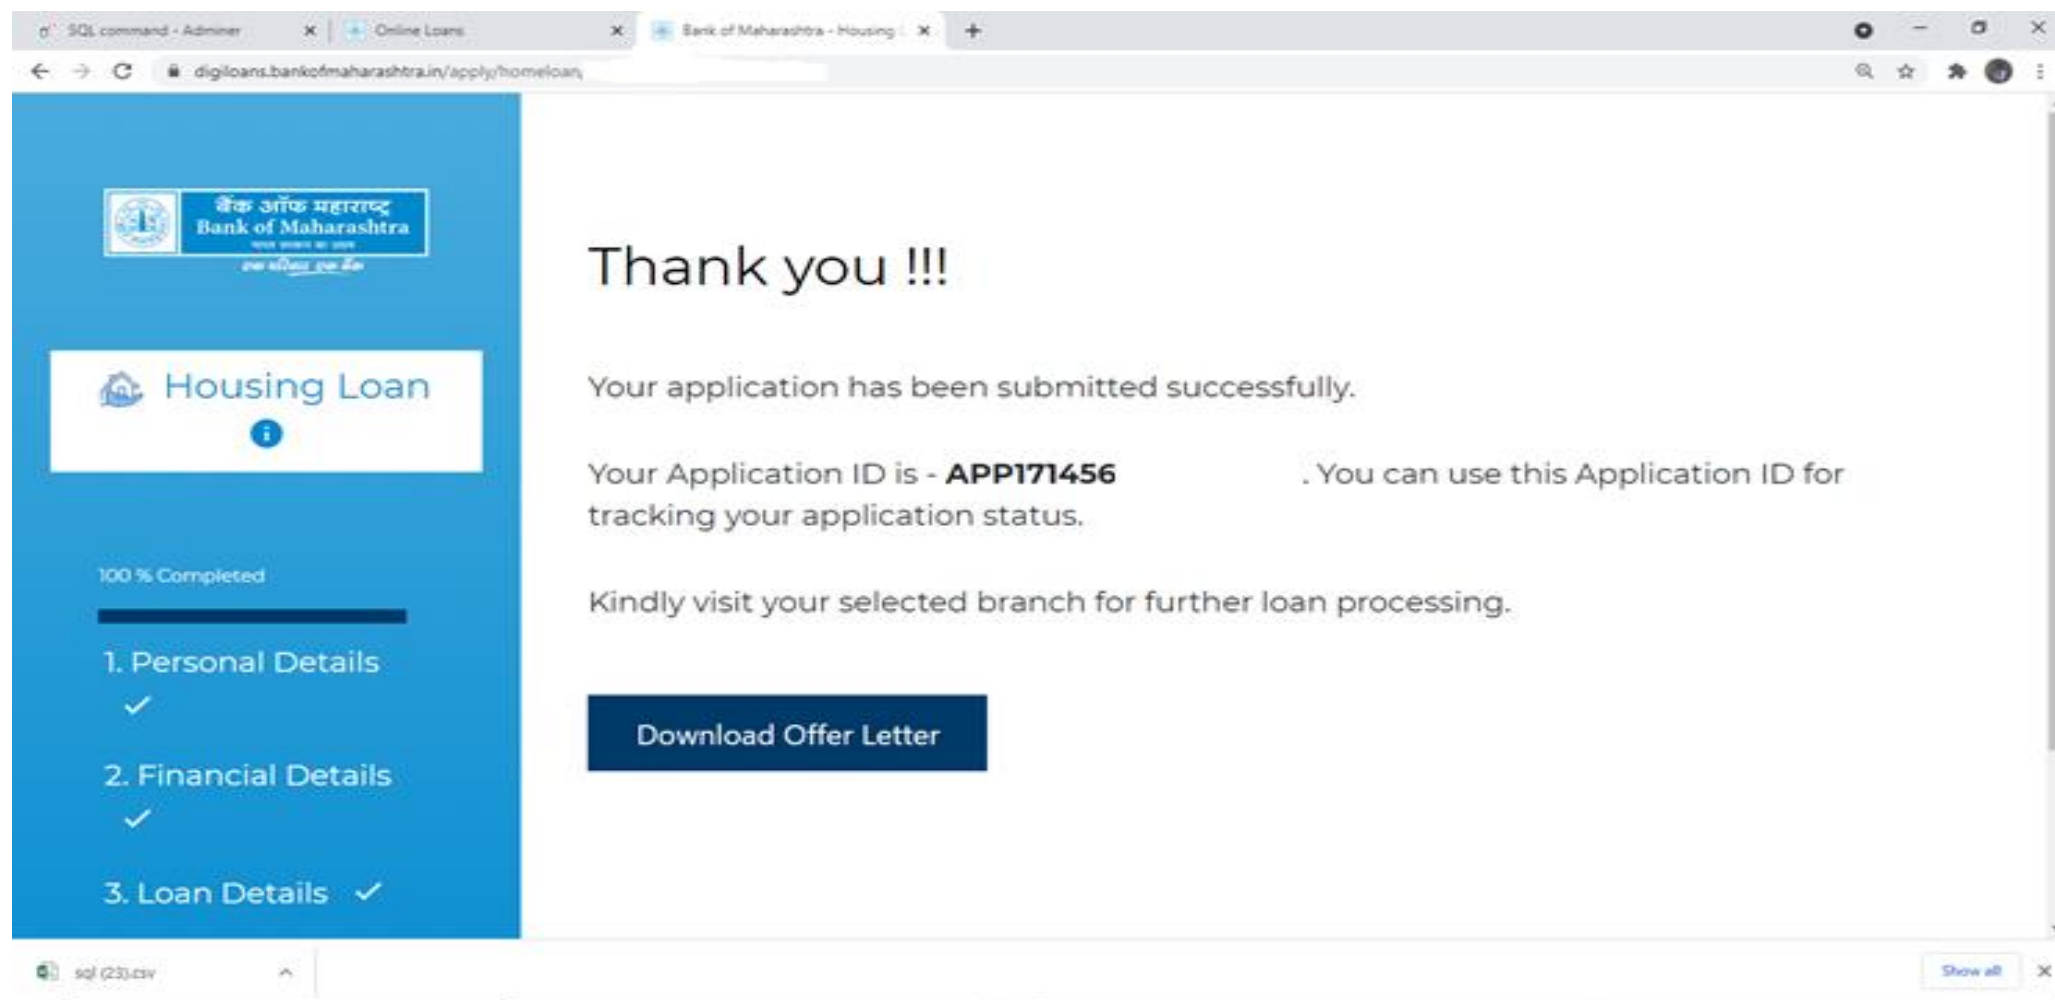 SQL command - Adminer
Online Loans
Bank of Maharashtra - Housing
digiloans.bankofmaharashtra.in/apply/homeloan
बैंक ऑफ महाराष्ट्र
Bank of Maharashtra
एक परिवार एक बैंक
Housing Loan
100 % Completed
1. Personal Details
2. Financial Details
3. Loan Details
Thank you !!!
Your application has been submitted successfully.
Your Application ID is - APP171456 . You can use this Application ID for
tracking your application status.
Kindly visit your selected branch for further loan processing.
Download Offer Letter
sql (23).csv
Show all